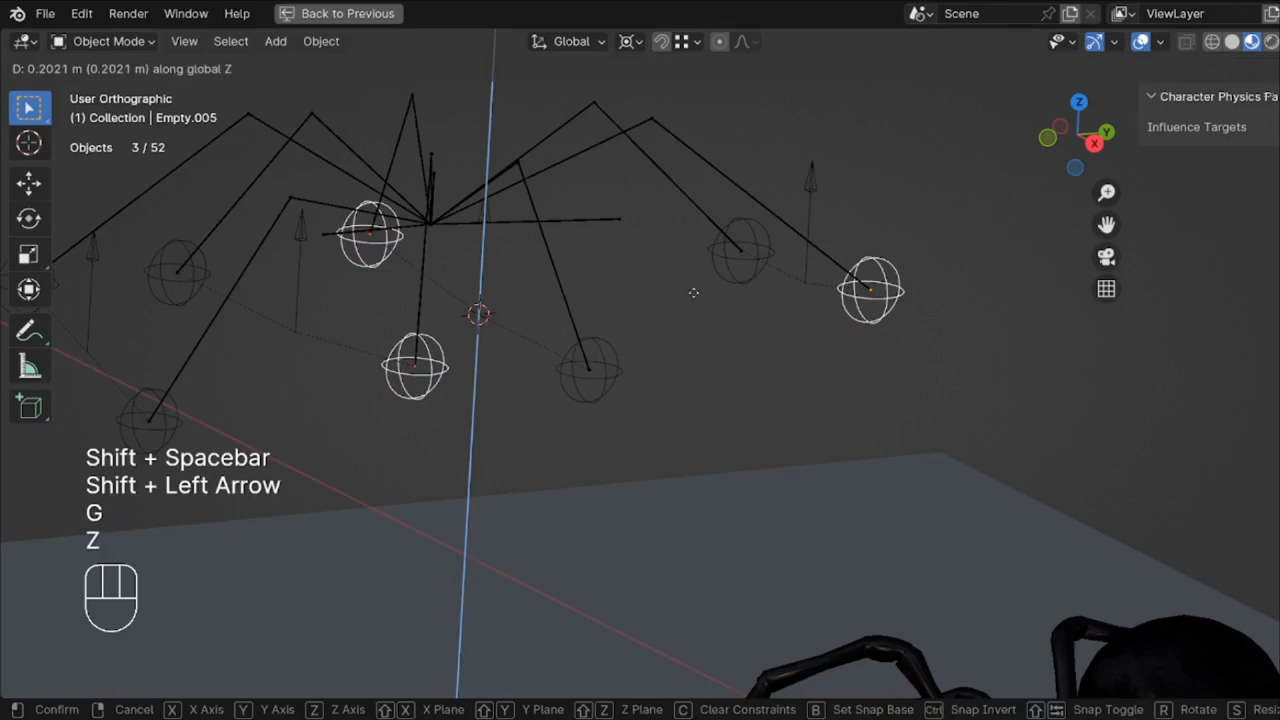 File Edit Render Window Help Back to Previous Scene ViewLayer
Object Mode View Select Add Object Global
D: 0.2021 m (0.2021 m) along global Z
User Orthographic
(1) Collection | Empty.005
Objects 3 / 52
Z
Y
X
Character Physics Pa
Influence Targets
Shift + Spacebar
Shift + Left Arrow
G
Z
Confirm Cancel X X Axis Y Y Axis Z Z Axis X X Plane Y Y Plane Z Z Plane C Clear Constraints B Set Snap Base Ctrl Snap Invert Snap Toggle R Rotate S Resi